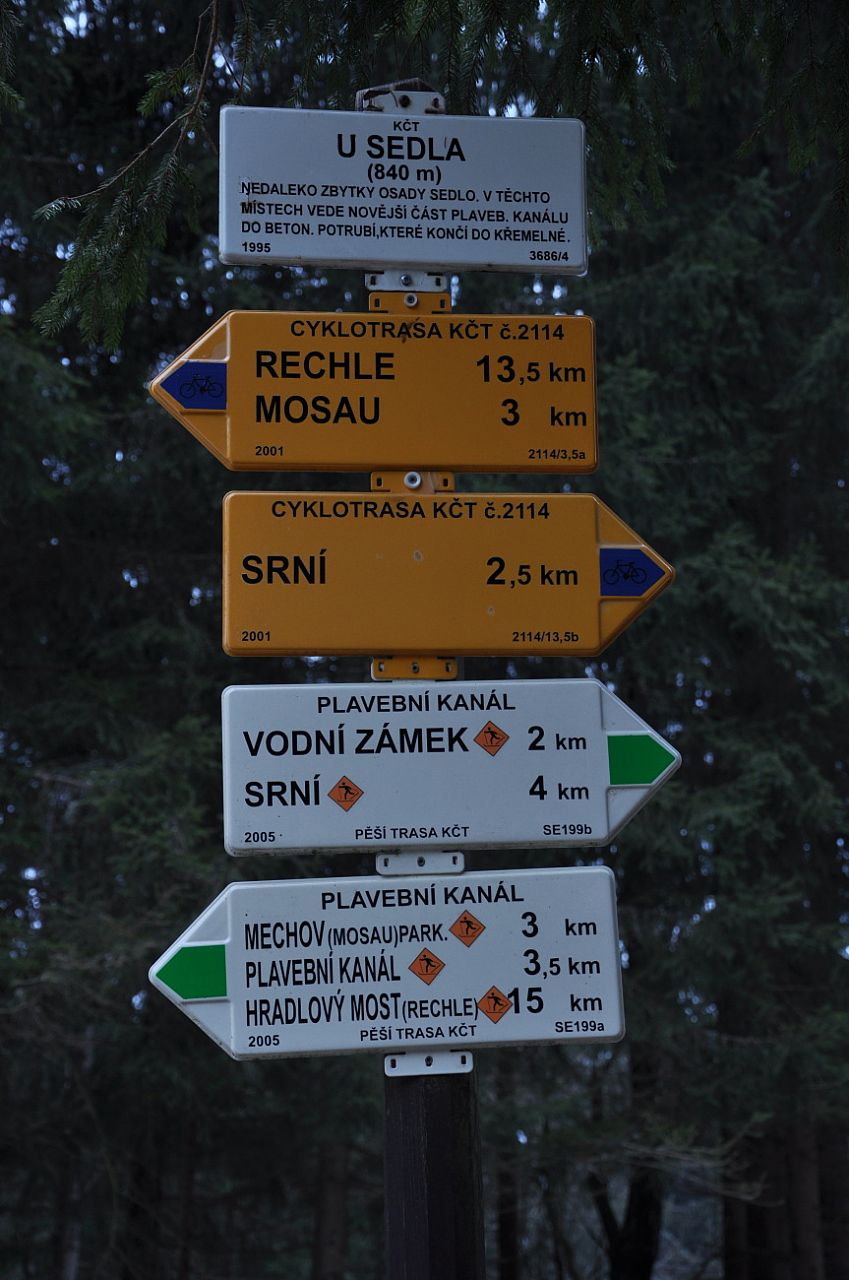 KČT
U SEDLA
(840 m)
NEDALEKO ZBYTKY OSADY SEDLO. V TĚCHTO
MÍSTECH VEDE NOVĚJŠÍ ČÁST PLAVEB. KANÁLU
DO BETON. POTRUBÍ,KTERÉ KONČÍ DO KŘEMELNÉ.
1995 3686/4
CYKLOTRASA KČT č.2114
RECHLE 13,5 km
MOSAU 3 km
2001 2114/3,5a
CYKLOTRASA KČT č.2114
SRNÍ 2,5 km
2001 2114/13,5b
PLAVEBNÍ KANÁL
VODNÍ ZÁMEK 2 km
SRNÍ 4 km
2005 PĚŠÍ TRASA KČT SE199b
PLAVEBNÍ KANÁL
MECHOV(MOSAU)PARK. 3 km
PLAVEBNÍ KANÁL 3,5 km
HRADLOVÝ MOST(RECHLE) 15 km
2005 PĚŠÍ TRASA KČT SE199a